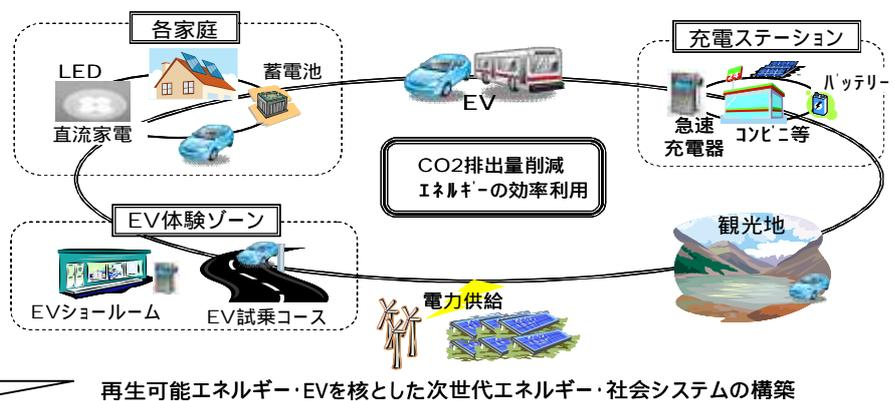 各家庭
LED
蓄電池
直流家電
EV
充電ステーション
バッテリー
急速
充電器
コンビニ等
CO2排出量削減
エネルギーの効率利用
EV体験ゾーン
EVショールーム
EV試乗コース
電力供給
観光地
再生可能エネルギー・EVを核とした次世代エネルギー・社会システムの構築